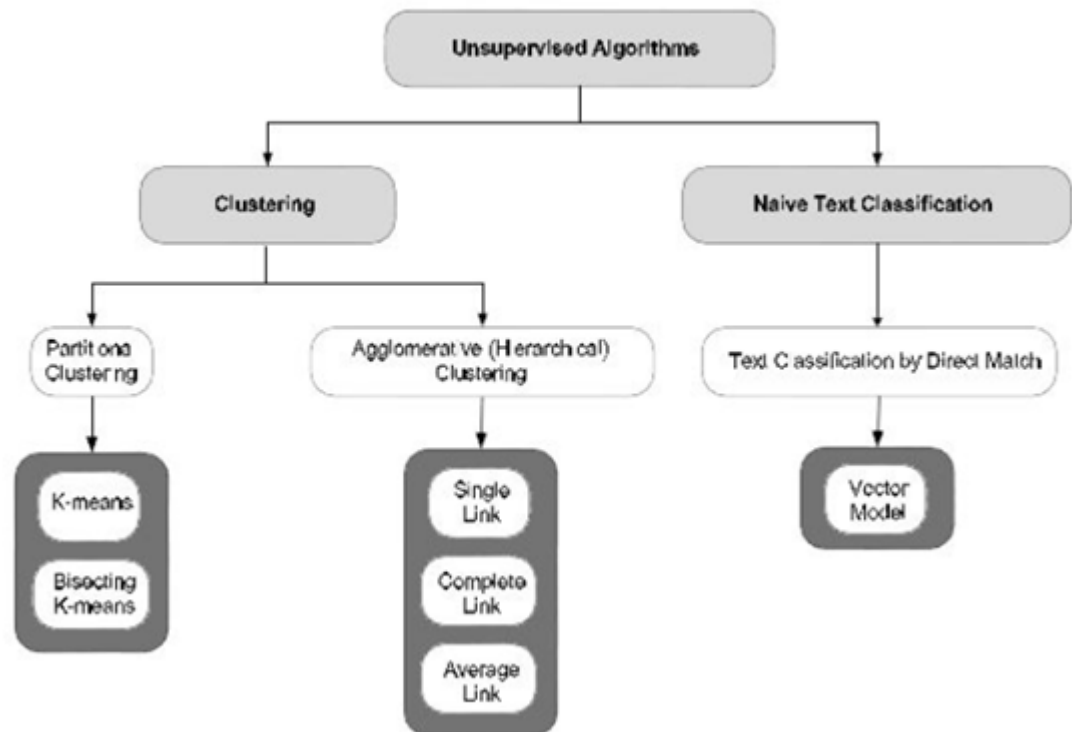 Unsupervised Algorithms
Clustering
Naive Text Classification
Partitiona
Clustering
Agglomerative (Hierarchical)
Clustering
Text Classification by Direct Match
K-means
Bisecting
K-means
Single
Link
Complete
Link
Average
Link
Vector
Model